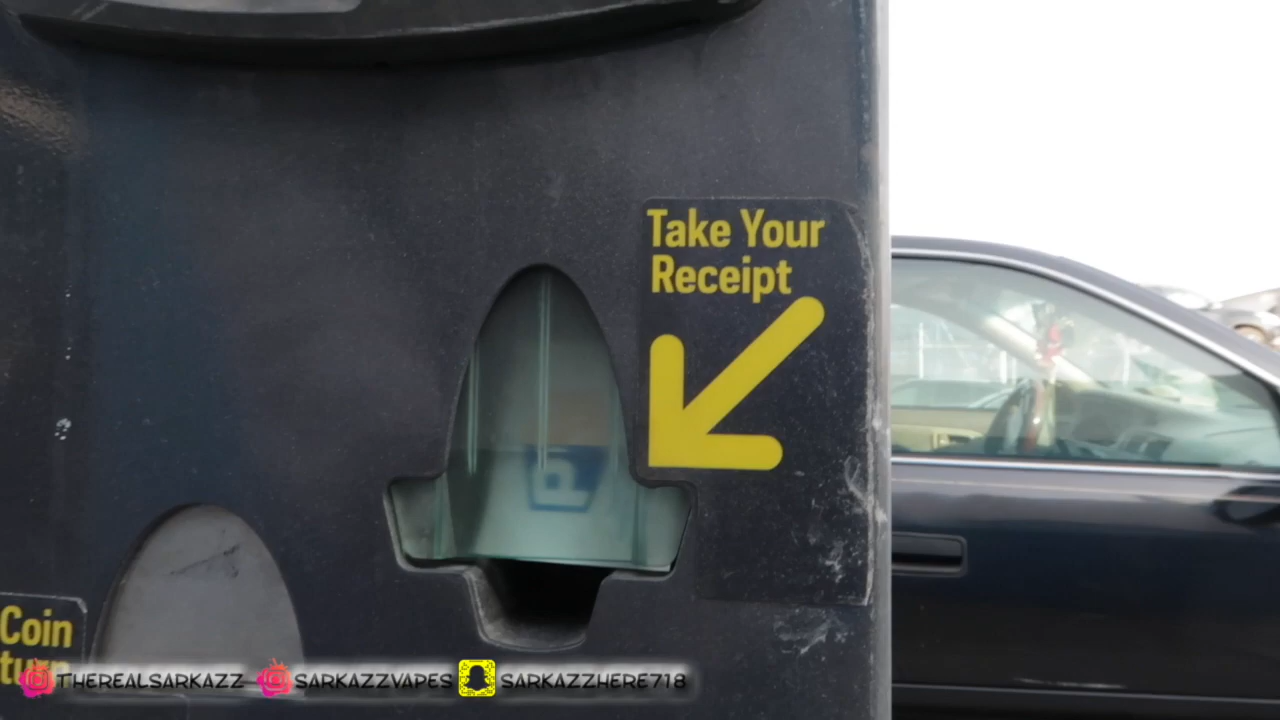 Take Your
Receipt
P
Coin
THEREALSARKAZZ SARKAZZVAPES SARKAZZHERE718